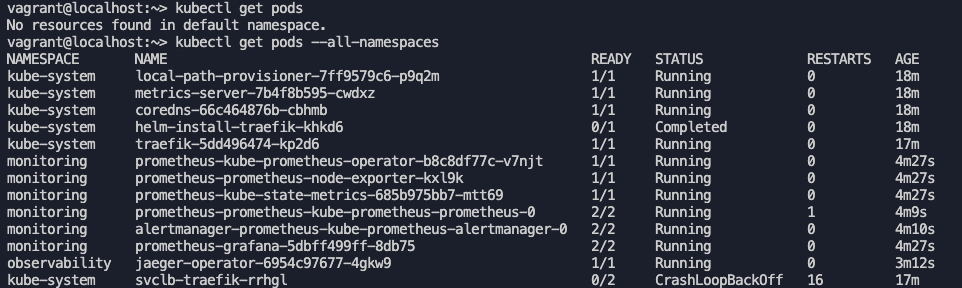 vagrant@localhost:~> kubectl get pods
No resources found in default namespace.
vagrant@localhost:~> kubectl get pods --all-namespaces
NAMESPACE NAME READY STATUS RESTARTS AGE
kube-system local-path-provisioner-7ff9579c6-p9q2m 1/1 Running 0 18m
kube-system metrics-server-7b4f8b595-cwdxz 1/1 Running 0 18m
kube-system coredns-66c464876b-cbhmb 1/1 Running 0 18m
kube-system helm-install-traefik-khkd6 0/1 Completed 0 18m
kube-system traefik-5dd496474-kp2d6 1/1 Running 0 17m
monitoring prometheus-kube-prometheus-operator-b8c8df77c-v7njt 1/1 Running 0 4m27s
monitoring prometheus-prometheus-node-exporter-kxl9k 1/1 Running 0 4m27s
monitoring prometheus-kube-state-metrics-685b975bb7-mtt69 1/1 Running 0 4m27s
monitoring prometheus-prometheus-kube-prometheus-prometheus-0 2/2 Running 1 4m9s
monitoring alertmanager-prometheus-kube-prometheus-alertmanager-0 2/2 Running 0 4m10s
monitoring prometheus-grafana-5dbff499ff-8db75 2/2 Running 0 4m27s
observability jaeger-operator-6954c97677-4gkw9 1/1 Running 0 3m12s
kube-system svclb-traefik-rrhgl 0/2 CrashLoopBackOff 16 17m